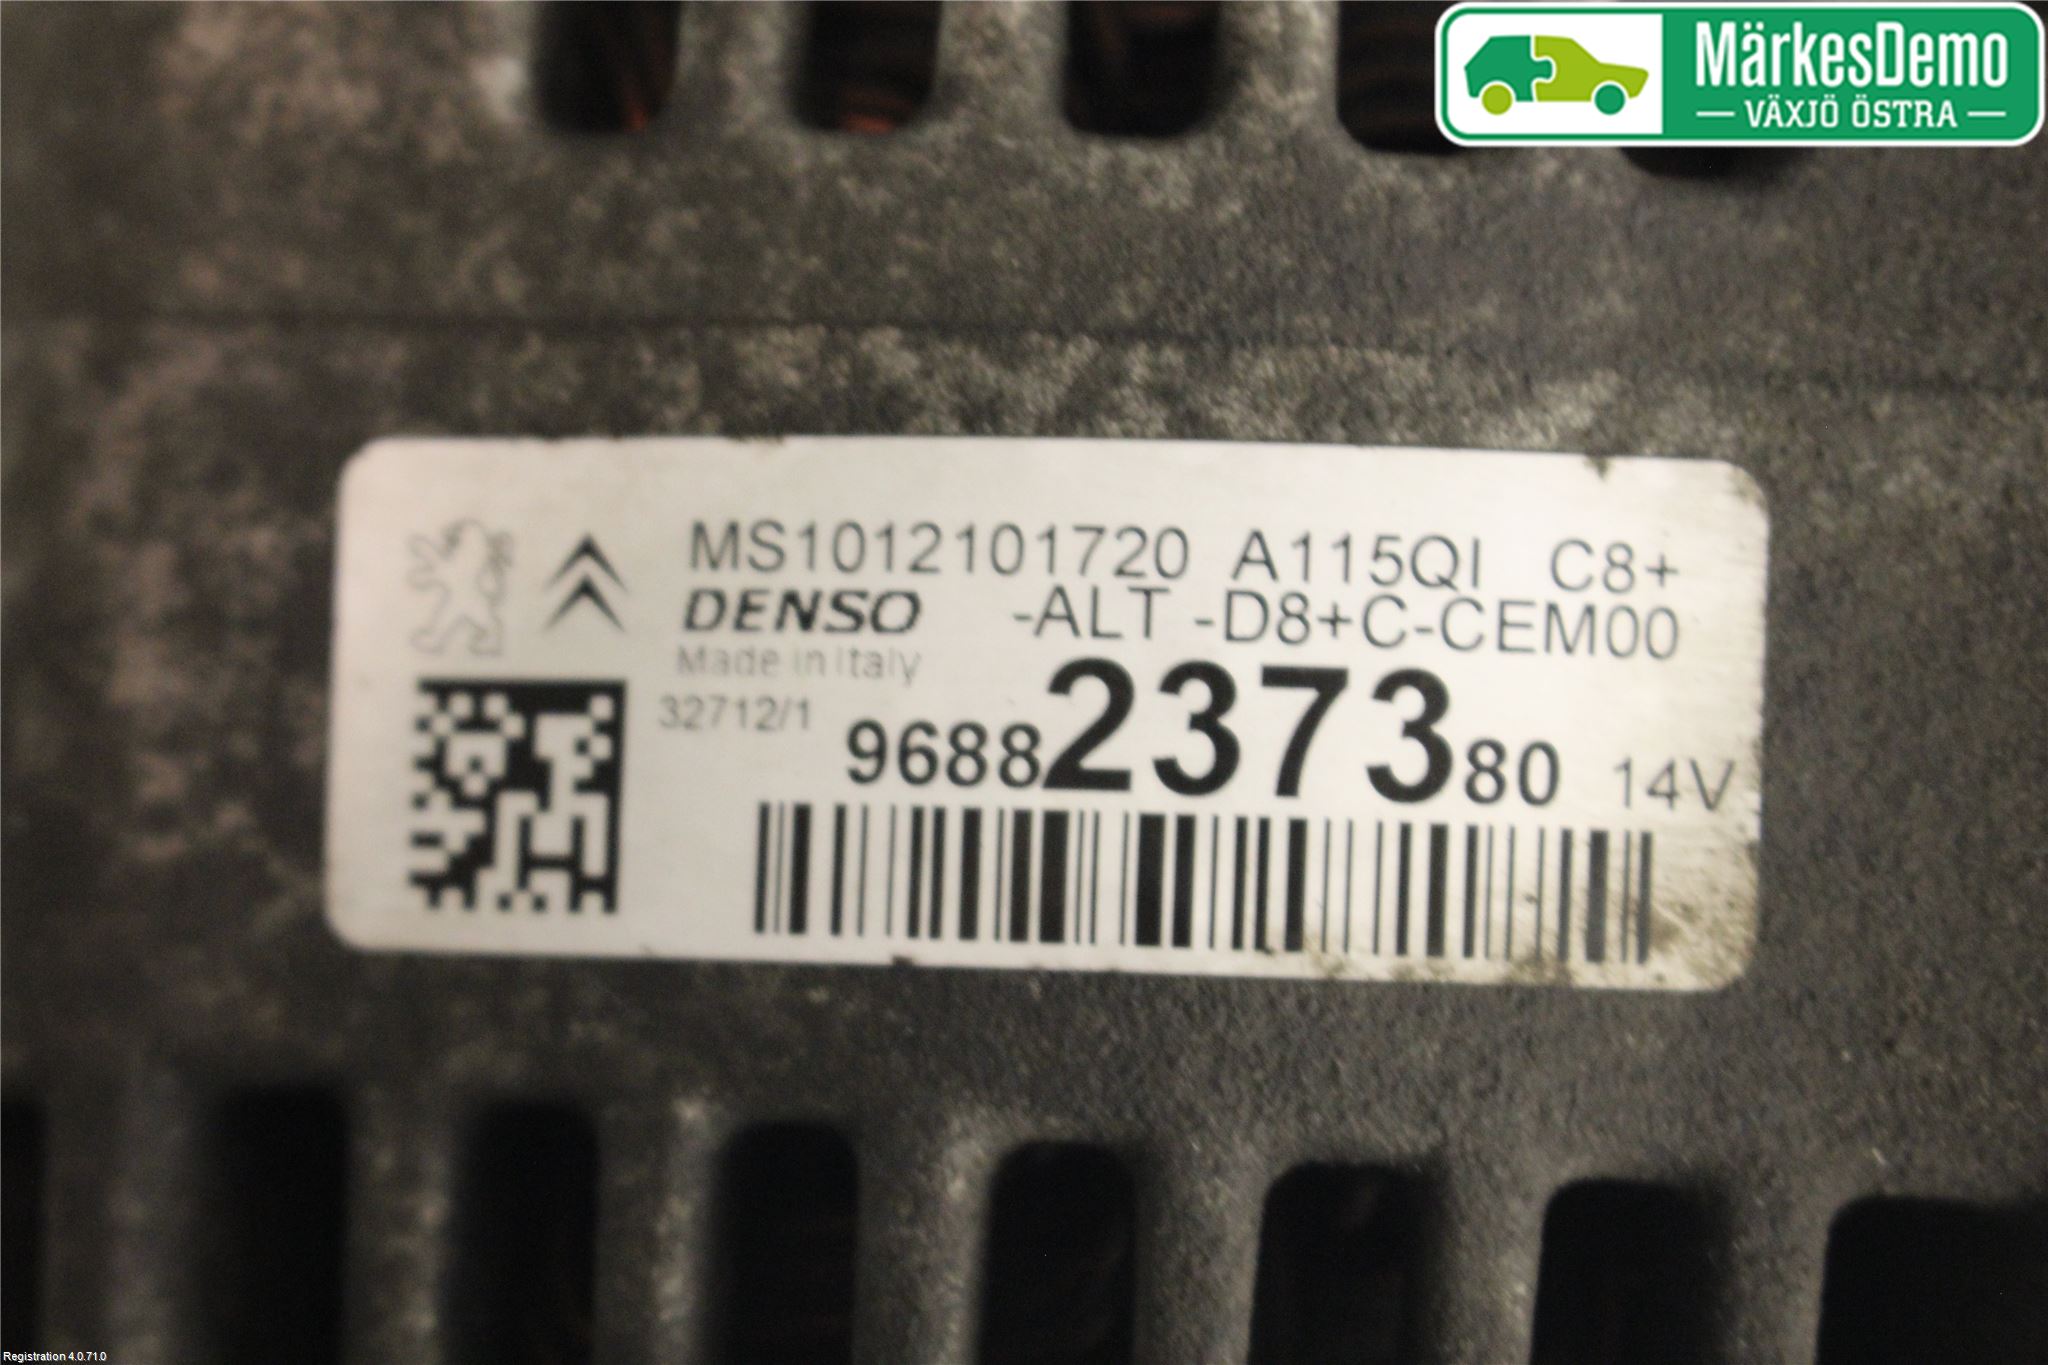 MärkesDemo
VÄXJÖ ÖSTRA
MS1012101720 A115QI C8+
DENSO -ALT -D8+C-CEM00
Made in Italy
32712/1
9688237380 14V
Registration 4.0.71.0